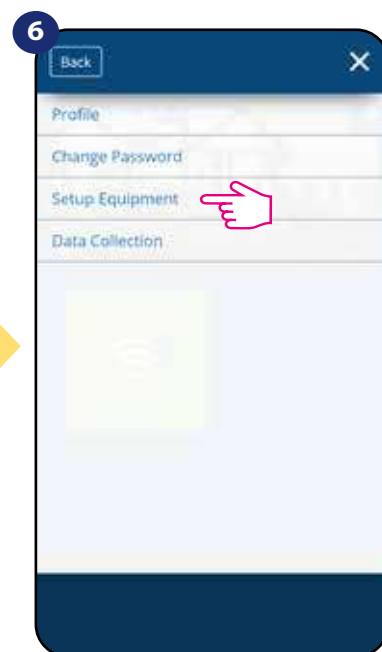 6
Back
Profile
Change Password
Setup Equipment
Data Collection